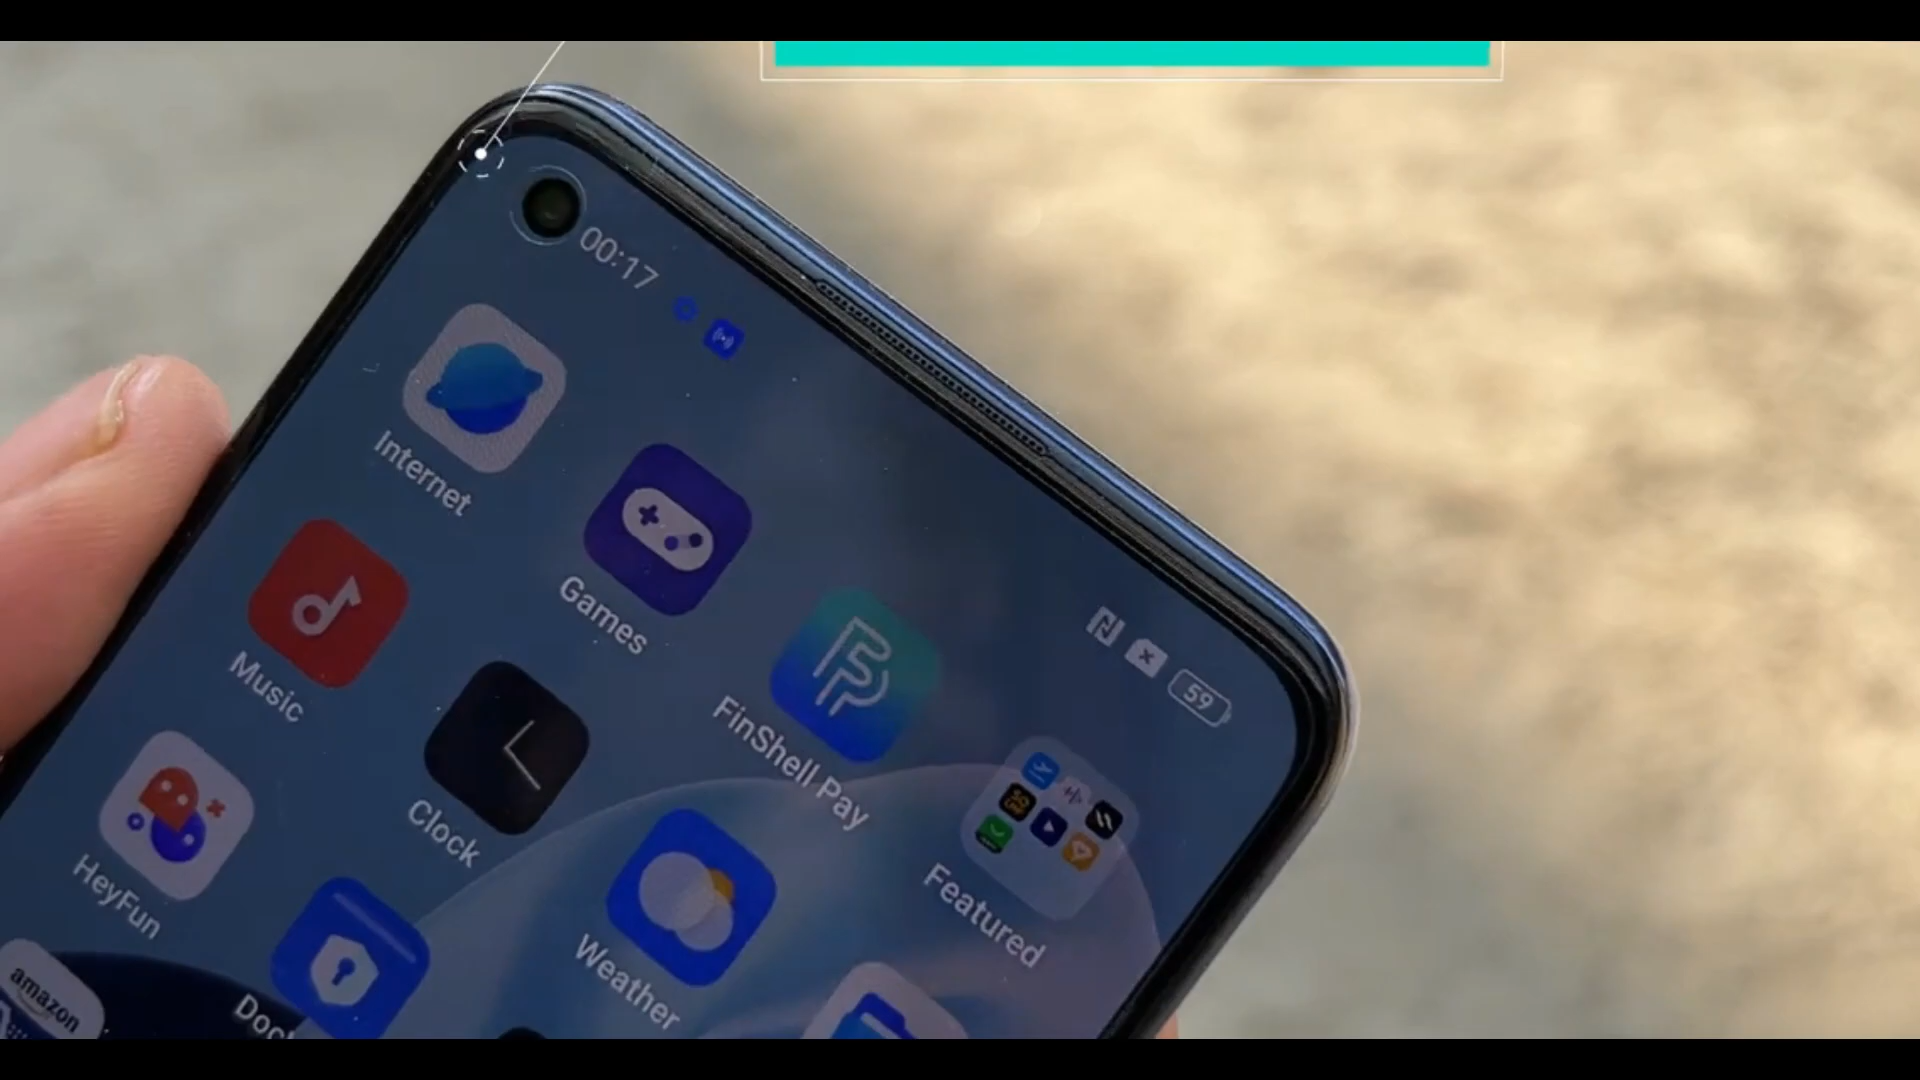 00:17
59
Internet
Games
FinShell Pay
Featured
Music
Clock
Weather
HeyFun
amazon